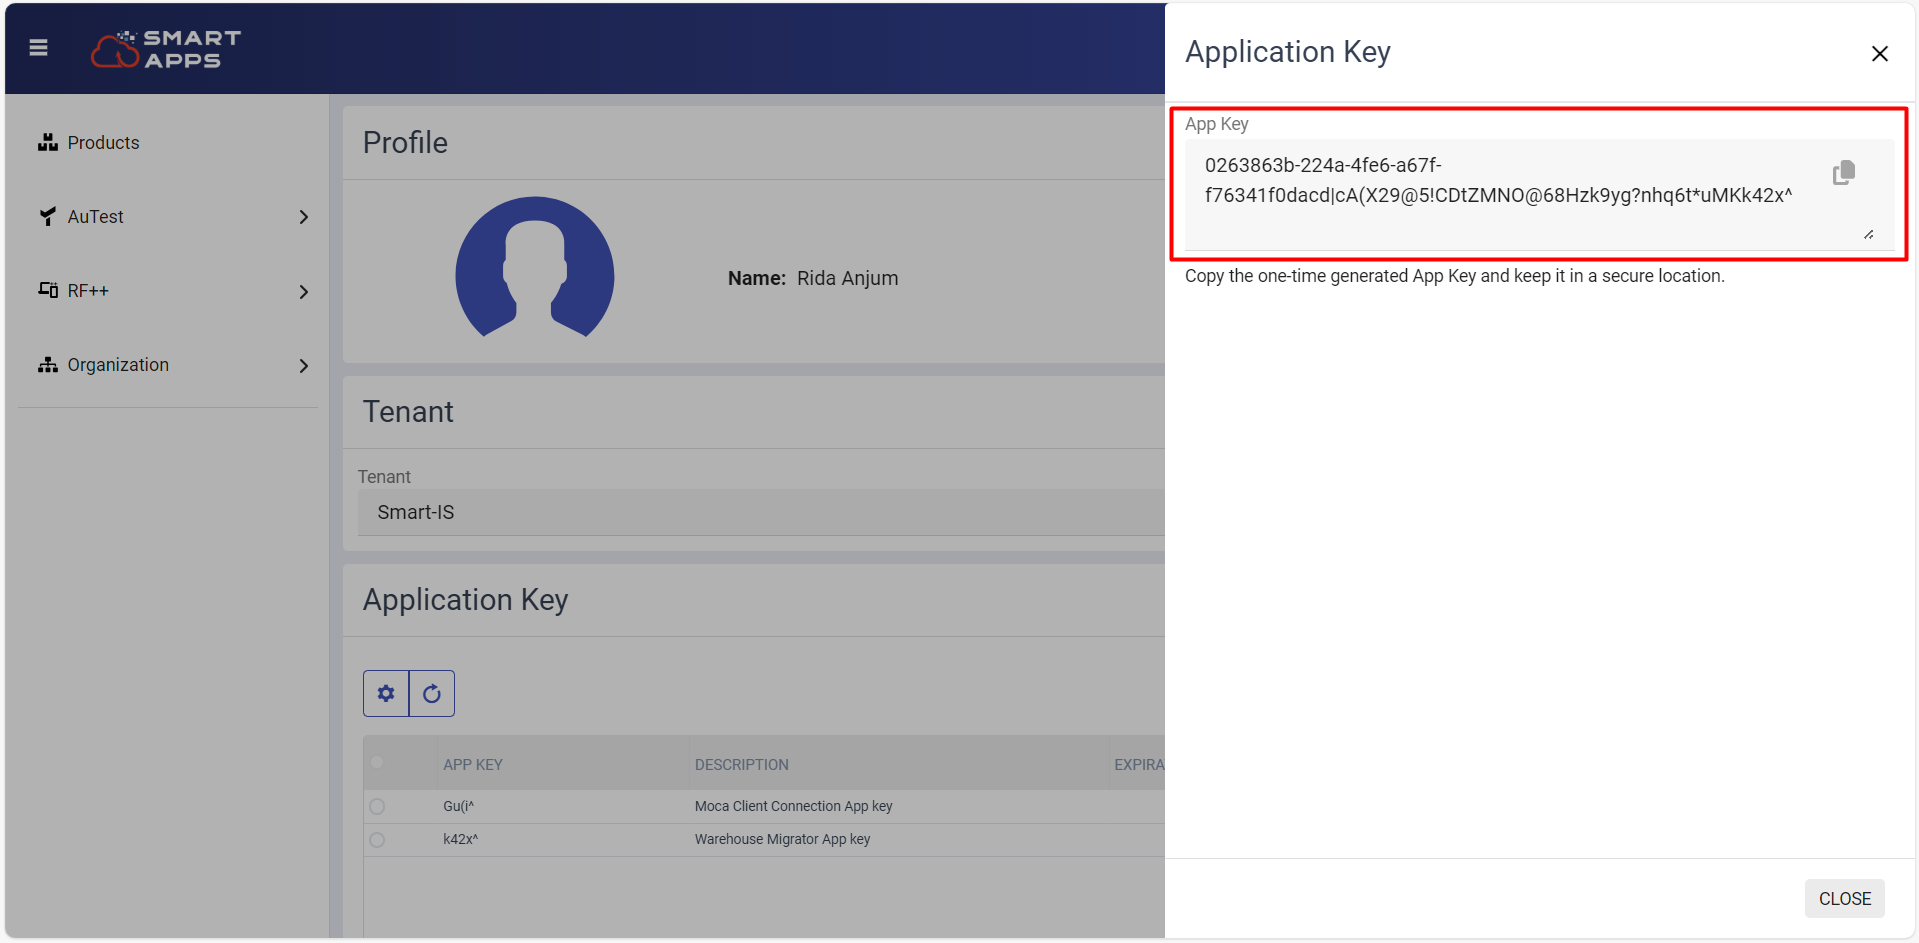 SMART
APPS
Products
AuTest
RF++
Organization
Profile
Name: Rida Anjum
Tenant
Tenant
Smart-IS
Application Key
APP KEY DESCRIPTION EXPIRA
Gu(i^ Moca Client Connection App key
k42x^ Warehouse Migrator App key
Application Key
App Key
0263863b-224a-4fe6-a67f-
f76341f0dacd|cA(X29@5!CDtZMNO@68Hzk9yg?nhq6t*uMKk42x^
Copy the one-time generated App Key and keep it in a secure location.
CLOSE